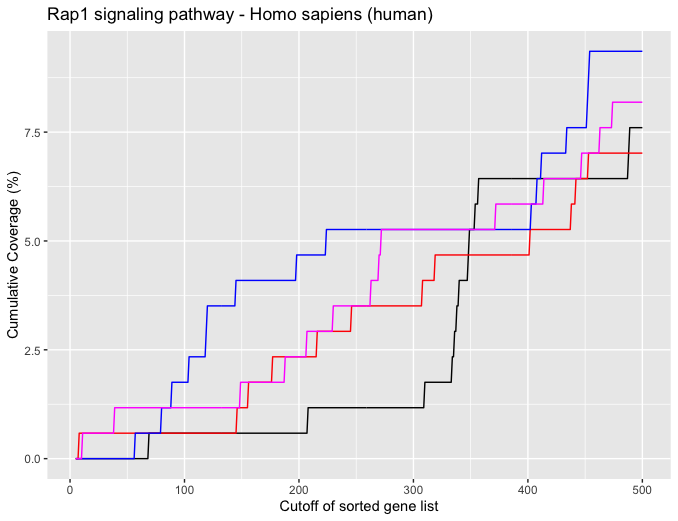 Rap1 signaling pathway - Homo sapiens (human)
Cumulative Coverage (%)
7.5
5.0
2.5
0.0
0 100 200 300 400 500
Cutoff of sorted gene list